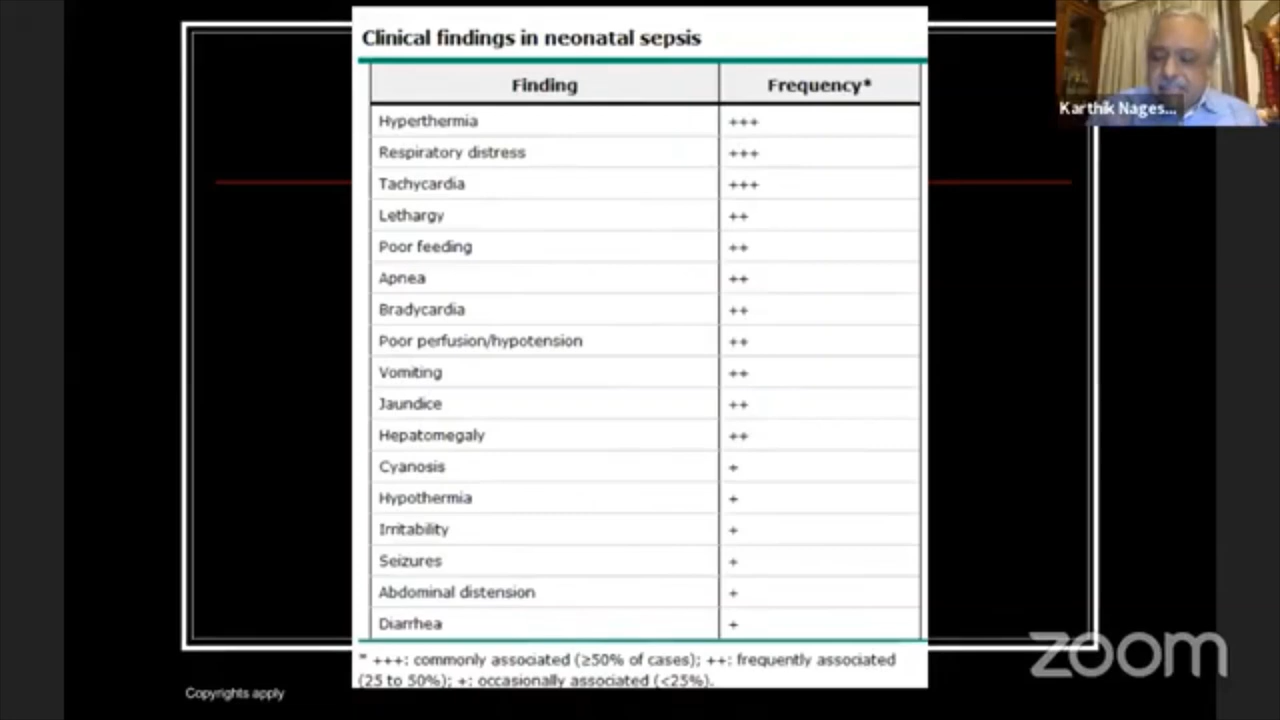 Clinical findings in neonatal sepsis
Finding Frequency*
Hyperthermia +++
Respiratory distress +++
Tachycardia +++
Lethargy ++
Poor feeding ++
Apnea ++
Bradycardia ++
Poor perfusion/hypotension ++
Vomiting ++
Jaundice ++
Hepatomegaly ++
Cyanosis +
Hypothermia +
Irritability +
Seizures +
Abdominal distension +
Diarrhea +
* +++: commonly associated (≥50% of cases); ++: frequently associated
(25 to 50%); +: occasionally associated (<25%).
Copyrights apply
Karthik Nages...
zoom